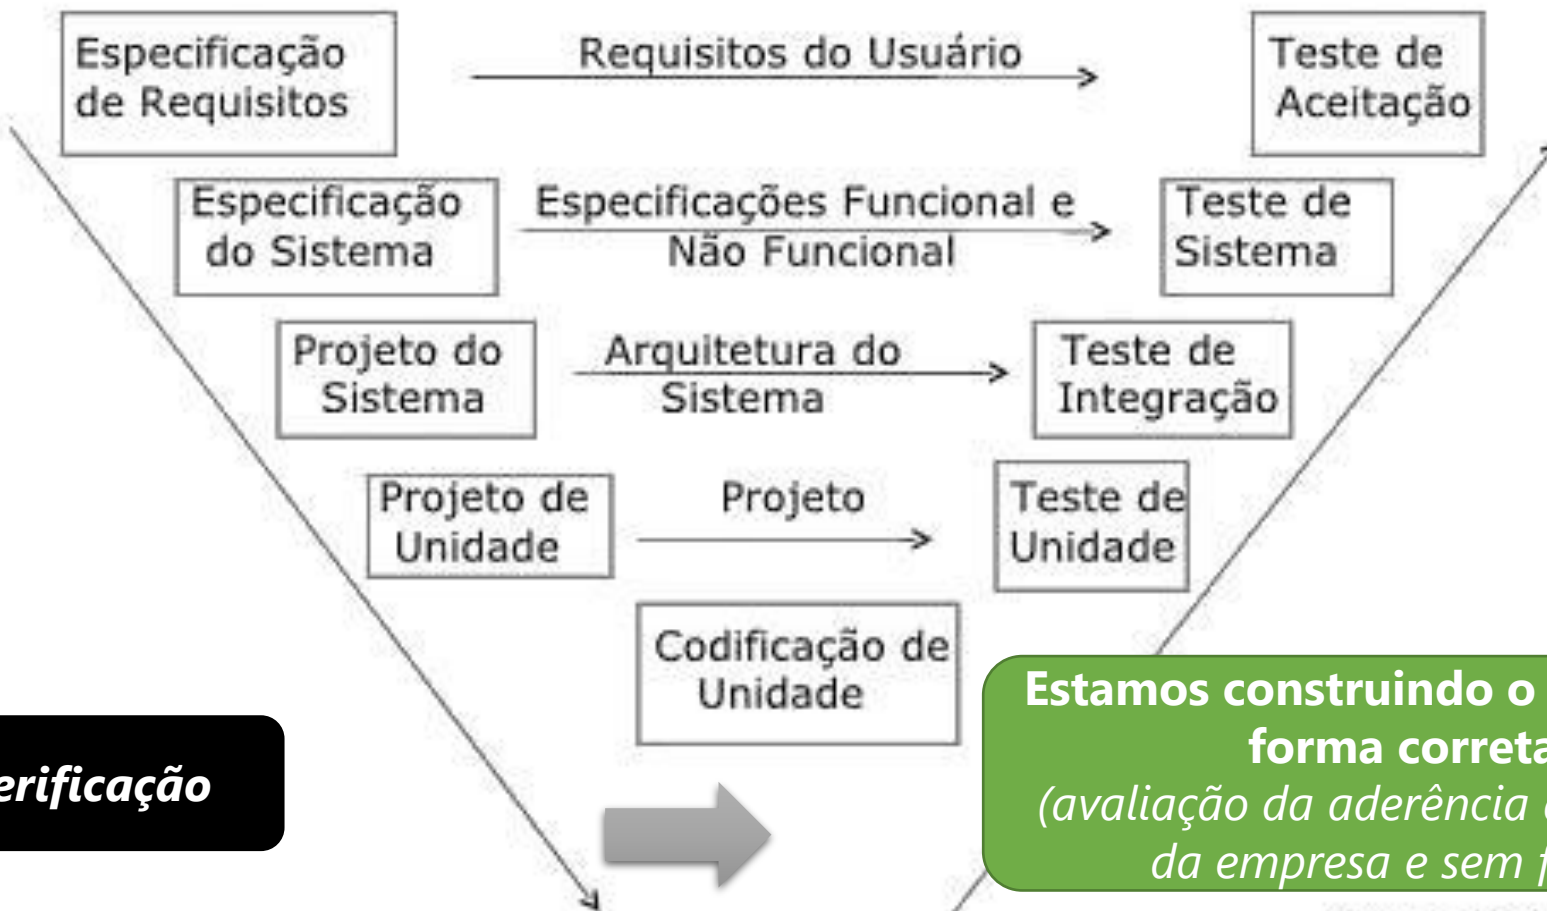 Especificação
de Requisitos
Requisitos do Usuário
Teste de
Aceitação
Especificação
do Sistema
Especificações Funcional e
Não Funcional
Teste de
Sistema
Projeto do
Sistema
Arquitetura do
Sistema
Teste de
Integração
Projeto de
Unidade
Projeto
Teste de
Unidade
Codificação de
Unidade
erificação
Estamos construindo o
forma correta
(avaliação da aderência
da empresa e sem